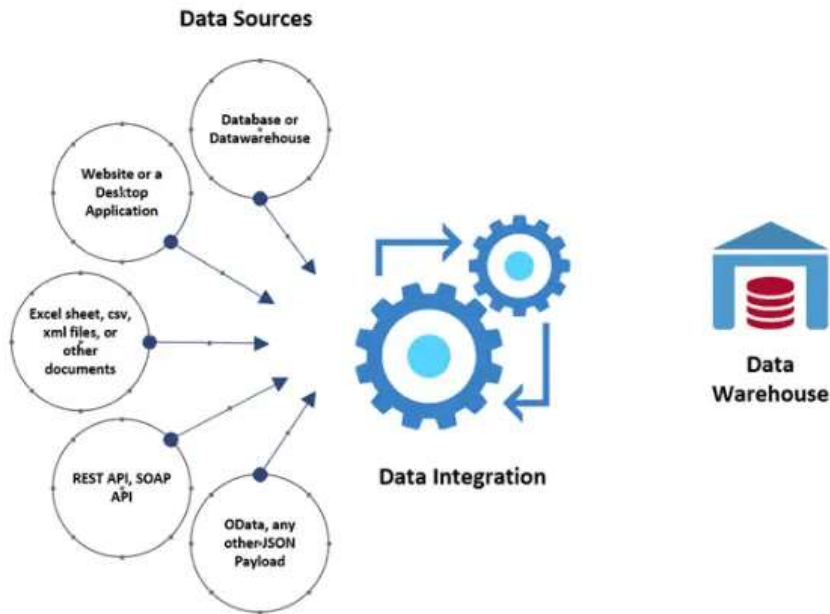 Data Sources
Database or
Datawarehouse
Website or a
Desktop
Application
Excel sheet, csv,
xml files, or
other
documents
REST API, SOAP
API
OData, any
other JSON
Payload
Data Integration
Data
Warehouse